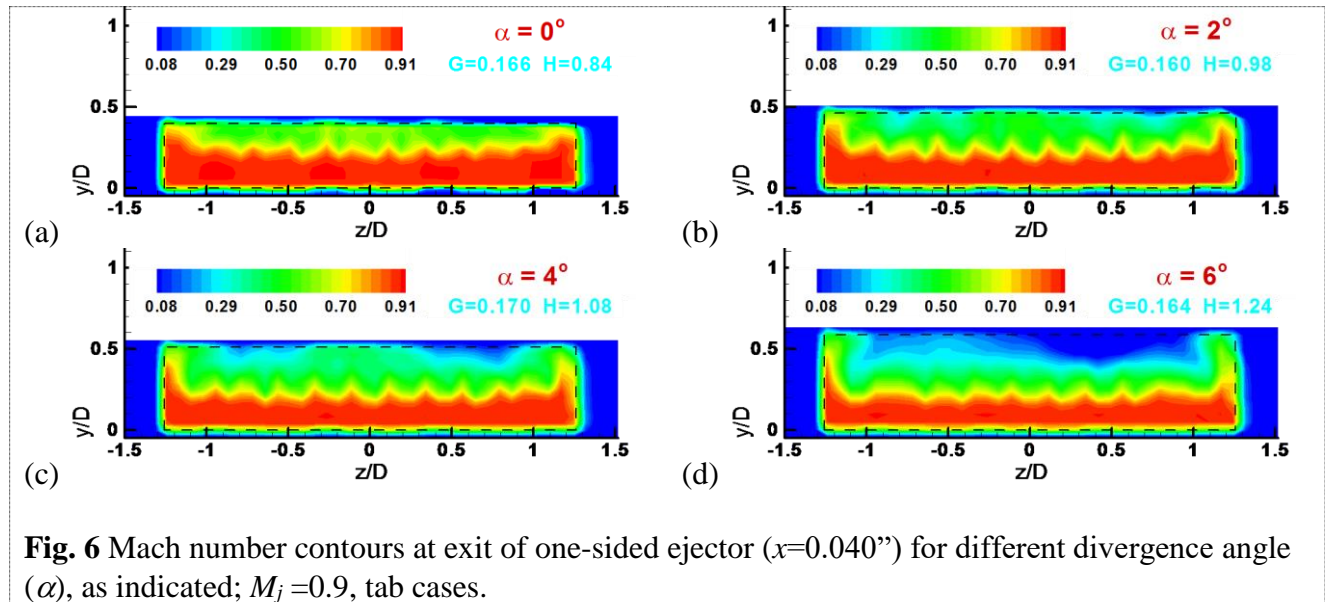 1
0.5
0
y/D
0.08 0.29 0.50 0.70 0.91
α = 0°
G=0.166 H=0.84
-1.5 -1 -0.5 0 0.5 1 1.5
z/D
(a)
1
0.5
0
y/D
0.08 0.29 0.50 0.70 0.91
α = 2°
G=0.160 H=0.98
-1.5 -1 -0.5 0 0.5 1 1.5
z/D
(b)
1
0.5
0
y/D
0.08 0.29 0.50 0.70 0.91
α = 4°
G=0.170 H=1.08
-1.5 -1 -0.5 0 0.5 1 1.5
z/D
(c)
1
0.5
0
y/D
0.08 0.29 0.50 0.70 0.91
α = 6°
G=0.164 H=1.24
-1.5 -1 -0.5 0 0.5 1 1.5
z/D
(d)
Fig. 6 Mach number contours at exit of one-sided ejector (x=0.040”) for different divergence angle
(α), as indicated; Mj =0.9, tab cases.